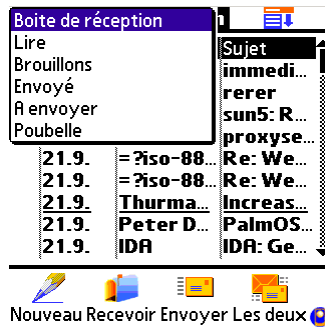 Boite de réception
Lire
Brouillons
Envoyé
A envoyer
Poubelle
Sujet
immedi...
rerer
sun5: R...
proxyse...
21.9. =?iso-88... Re: We...
21.9. =?iso-88... Re: We...
21.9. Thurma... Increas...
21.9. Peter D... PalmOS...
21.9. IDA IDA: Ge...
Nouveau Recevoir Envoyer Les deux